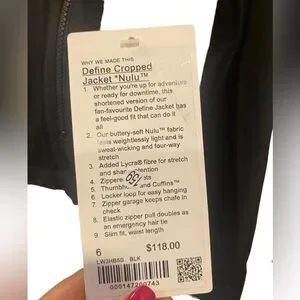 WHY WE MADE THIS
Define Cropped
Jacket *Nulu™
1. Whether you're up for adventure
or ready for downtime, this
shortened version of our
fan-favourite Define Jacket has
a feel-good fit that can do it
all
2. Our buttery-soft Nulu™ fabric
feels weightlessly light and is
sweat-wicking and four-way
stretch
3. Added Lycra® fibre for stretch
and shape retention
4. Zippered
5. Thumbholes and Cuffins™
6. Locker loop for easy hanging
7. Zipper garage keeps chafe in
check
8. Elastic zipper pull doubles as
an emergency hair tie
9. Slim fit, waist length
6
$118.00
LW3HB5S BLK